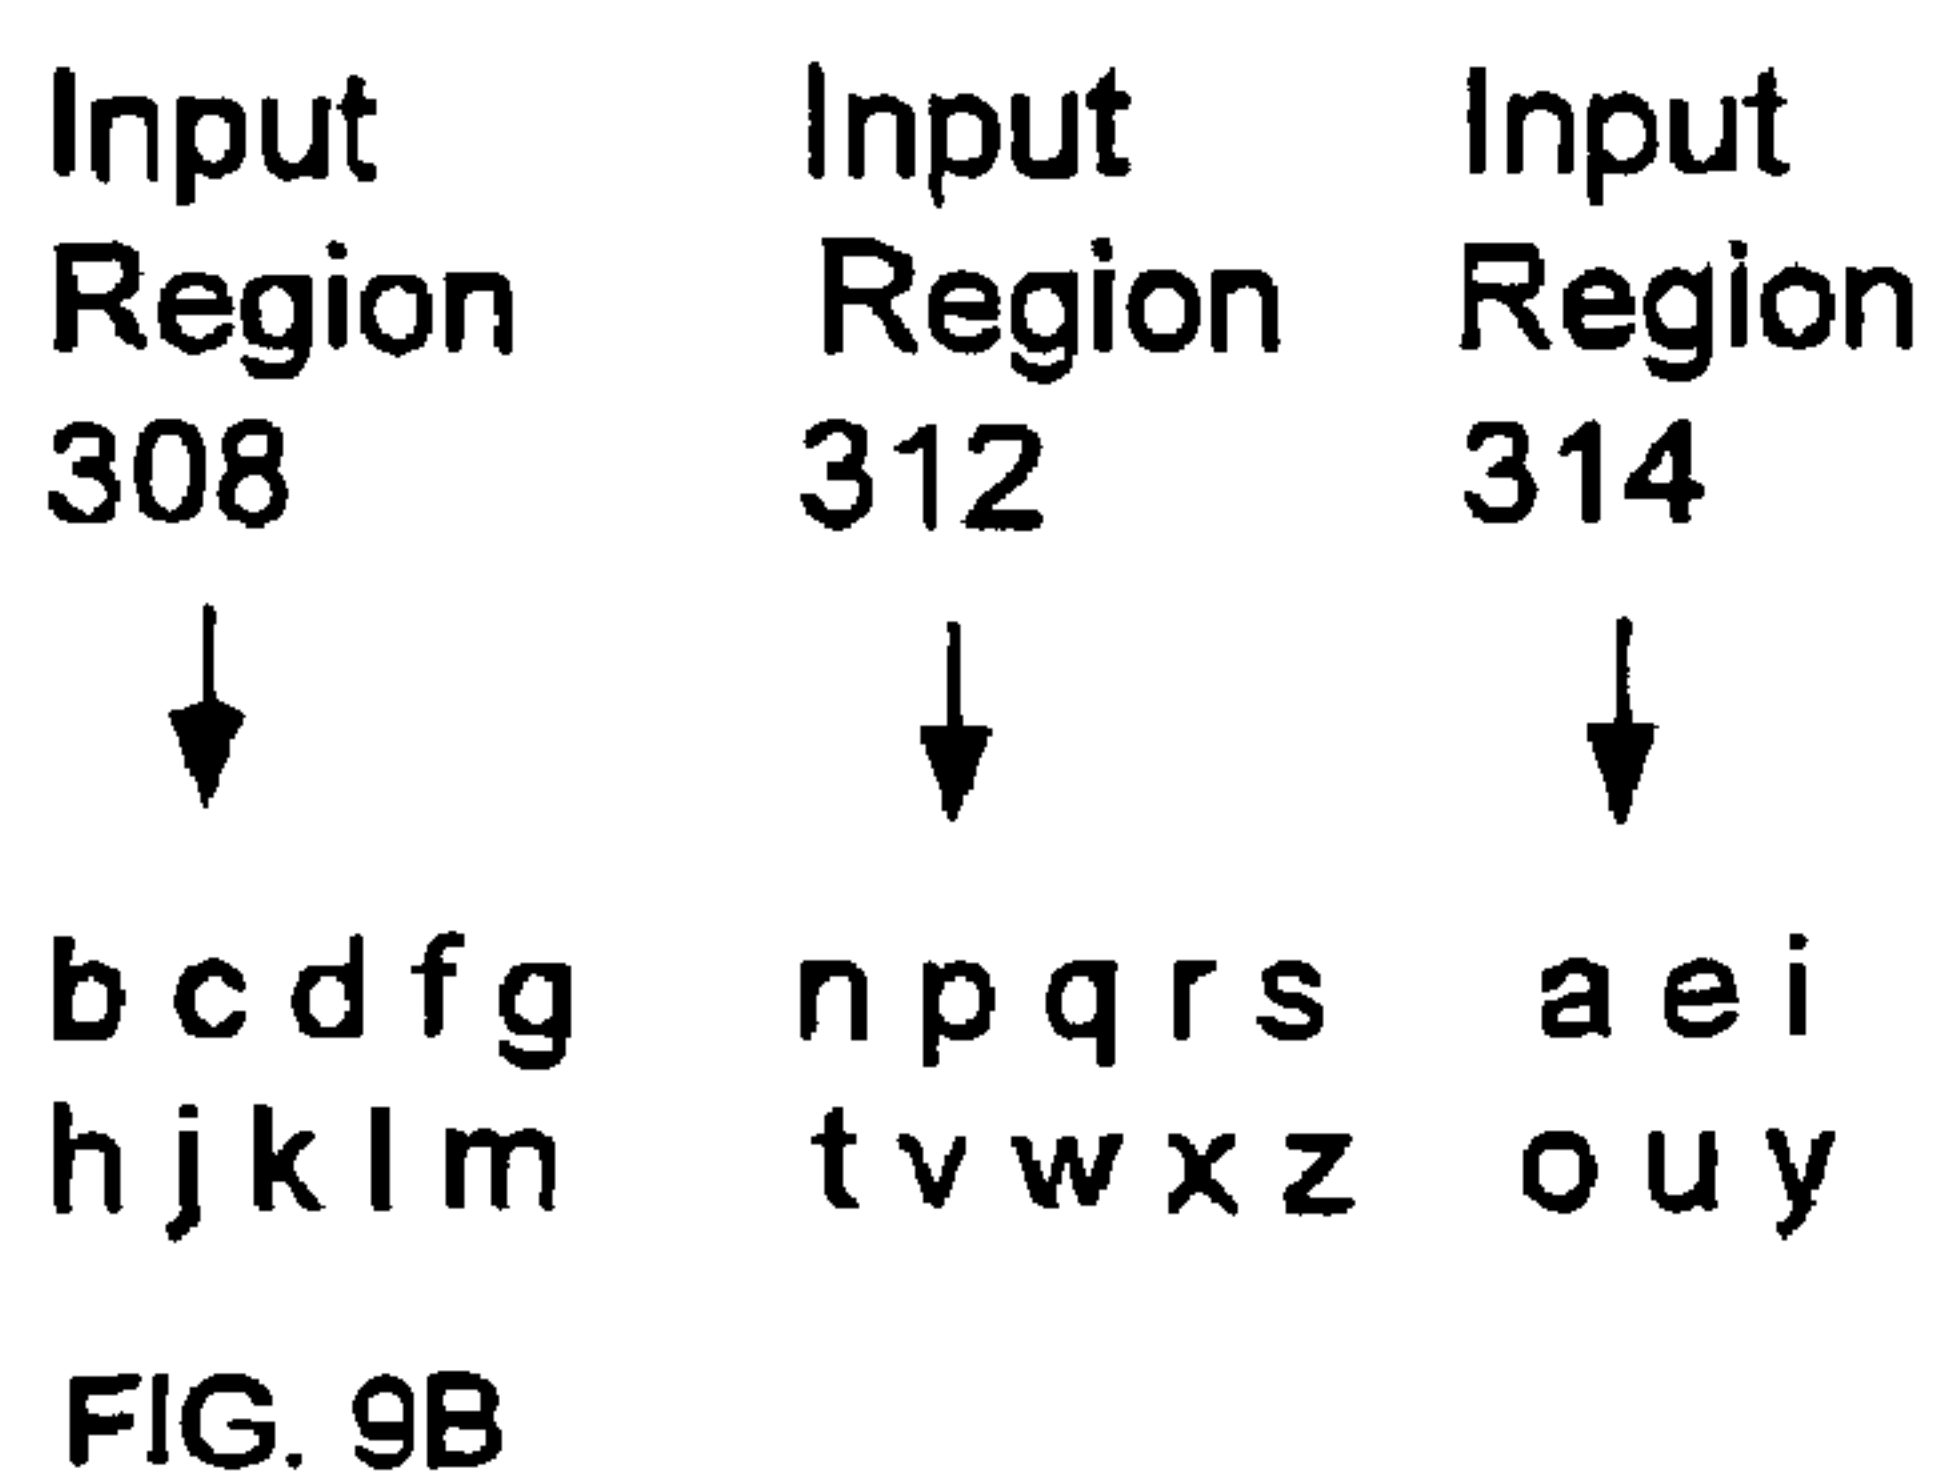 Input Input Input
Region Region Region
308 312 314
b c d f g n p q r s a e i
h j k l m t v w x z o u y
FIG. 9B